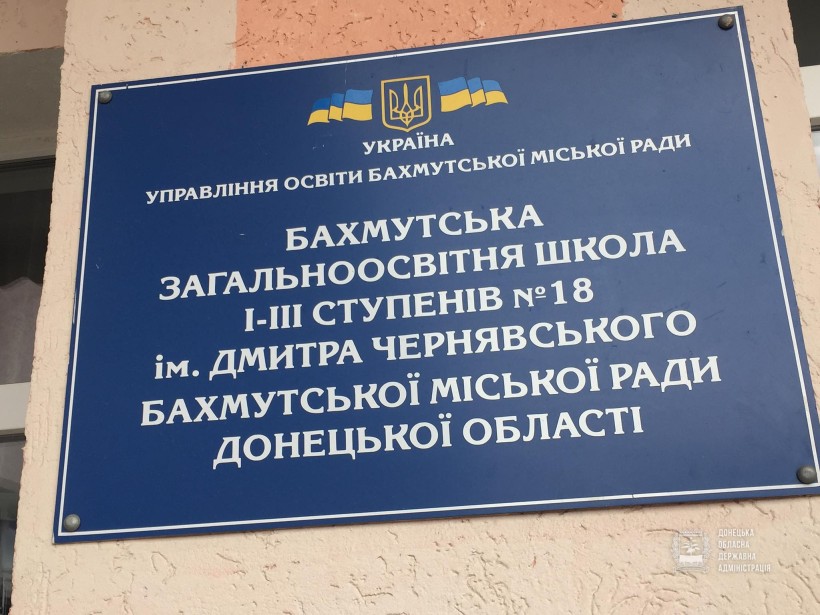 УКРАЇНА
УПРАВЛІННЯ ОСВІТИ БАХМУТСЬКОЇ МІСЬКОЇ РАДИ
БАХМУТСЬКА
ЗАГАЛЬНООСВІТНЯ ШКОЛА
І-ІІІ СТУПЕНІВ №18
ім. ДМИТРА ЧЕРНЯВСЬКОГО
БАХМУТСЬКОЇ МІСЬКОЇ РАДИ
ДОНЕЦЬКОЇ ОБЛАСТІ
ДОНЕЦЬКА
ОБЛАСНА
ДЕРЖАВНА
АДМІНІСТРАЦІЯ